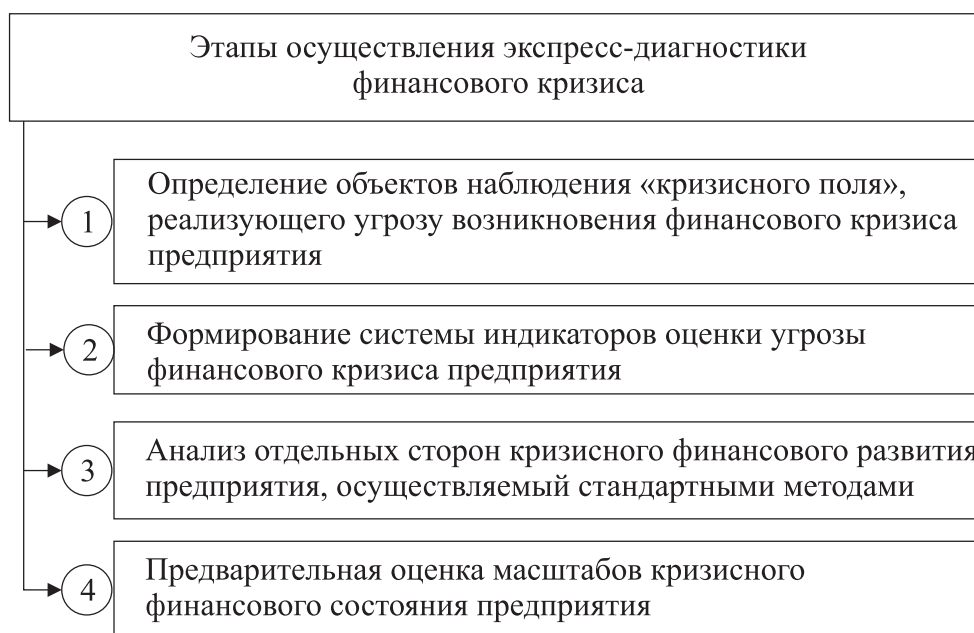 Этапы осуществления экспресс-диагностики
финансового кризиса
1
Определение объектов наблюдения «кризисного поля»,
реализующего угрозу возникновения финансового кризиса
предприятия
2
Формирование системы индикаторов оценки угрозы
финансового кризиса предприятия
3
Анализ отдельных сторон кризисного финансового развития
предприятия, осуществляемый стандартными методами
4
Предварительная оценка масштабов кризисного
финансового состояния предприятия